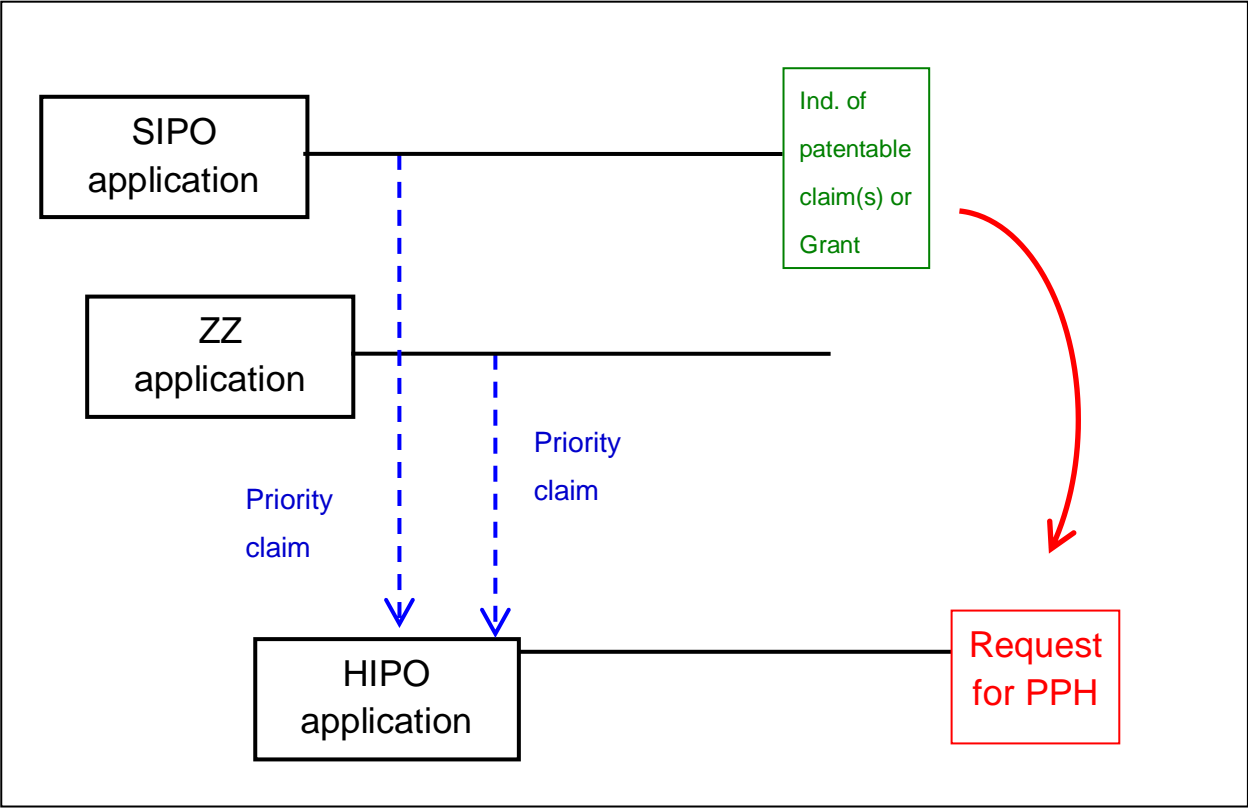 SIPO
application
Ind. of
patentable
claim(s) or
Grant
ZZ
application
Priority
claim
Priority
claim
HIPO
application
Request
for PPH